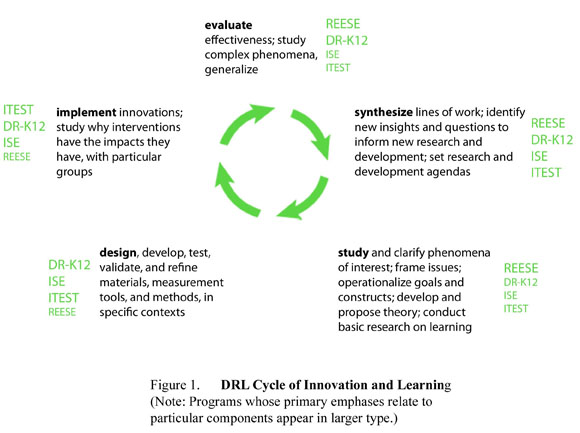 evaluate
effectiveness; study
complex phenomena,
generalize
REESE
DR-K12
ISE
ITEST
synthesize lines of work; identify
new insights and questions to
inform new research and
development; set research and
development agendas
REESE
DR-K12
ISE
ITEST
study and clarify phenomena
of interest; frame issues;
operationalize goals and
constructs; develop and
propose theory; conduct
basic research on learning
REESE
DR-K12
ISE
ITEST
DR-K12
ISE
ITEST
REESE
design, develop, test,
validate, and refine
materials, measurement
tools, and methods, in
specific contexts
ITEST
DR-K12
ISE
REESE
implement innovations;
study why interventions
have the impacts they
have, with particular
groups
Figure 1. DRL Cycle of Innovation and Learning
(Note: Programs whose primary emphases relate to
particular components appear in larger type.)